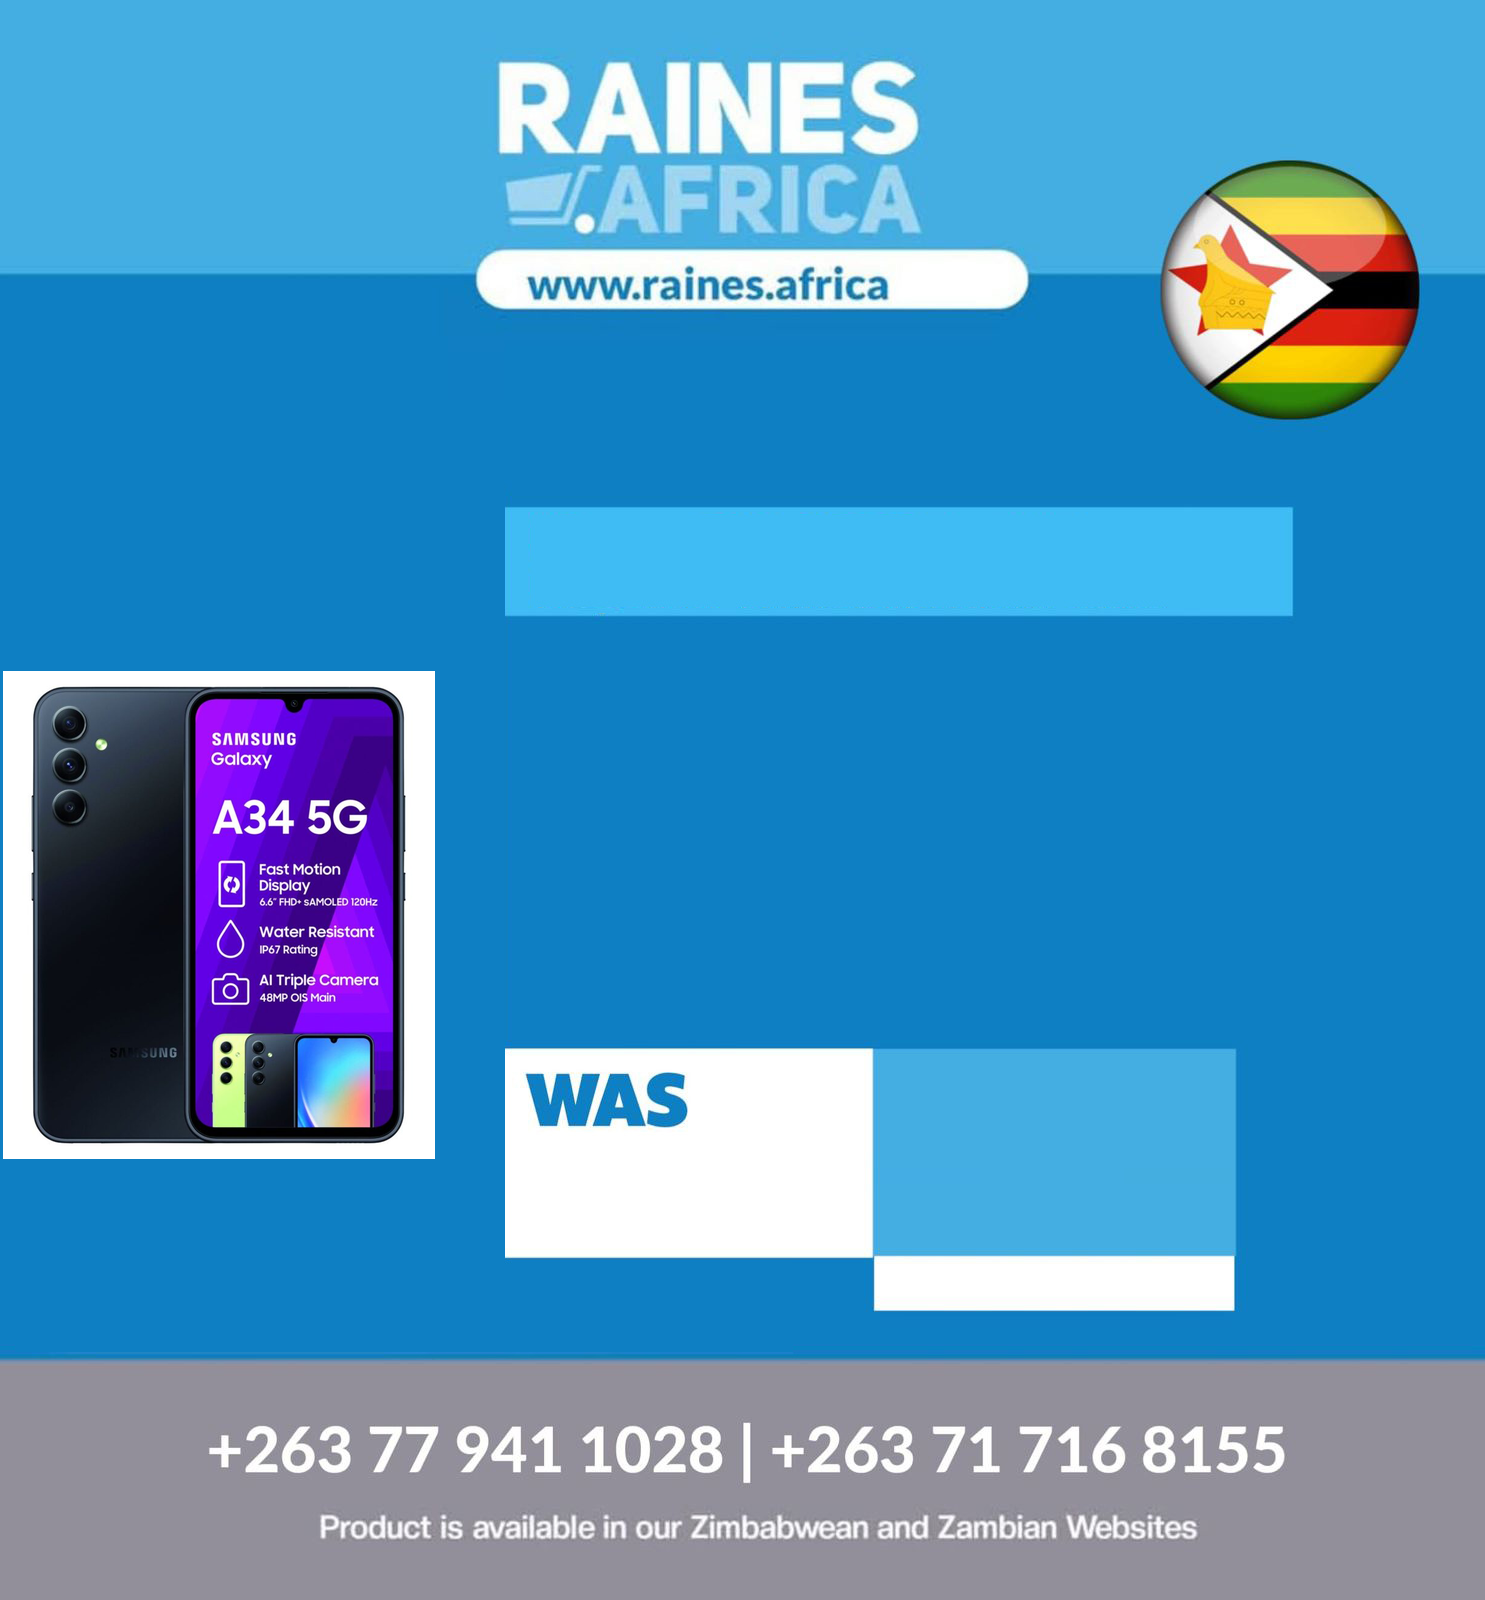 RAINES
.AFRICA
www.raines.africa
SAMSUNG
Galaxy
A34 5G
Fast Motion
Display
6.6" FHD+ sAMOLED 120Hz
Water Resistant
IP67 Rating
AI Triple Camera
48MP OIS Main
SAMSUNG
WAS
+263 77 941 1028 | +263 71 716 8155
Product is available in our Zimbabwean and Zambian Websites